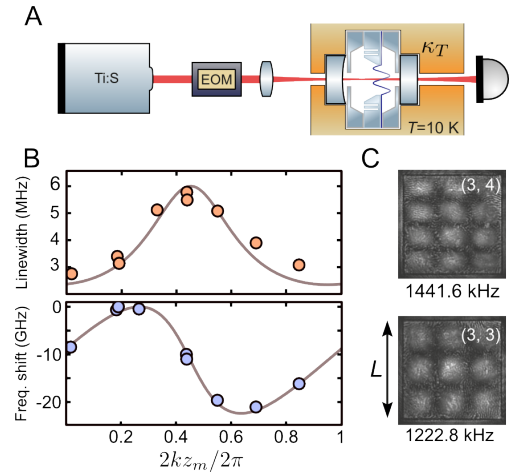 A
Ti:S
EOM
κ_T
T=10 K
B
Linewidth (MHz)
6
5
4
3
2
Freq. shift (GHz)
0
-10
-20
0.2
0.4
0.6
0.8
1
2kz_m/2π
C
(3, 4)
1441.6 kHz
(3, 3)
L
1222.8 kHz